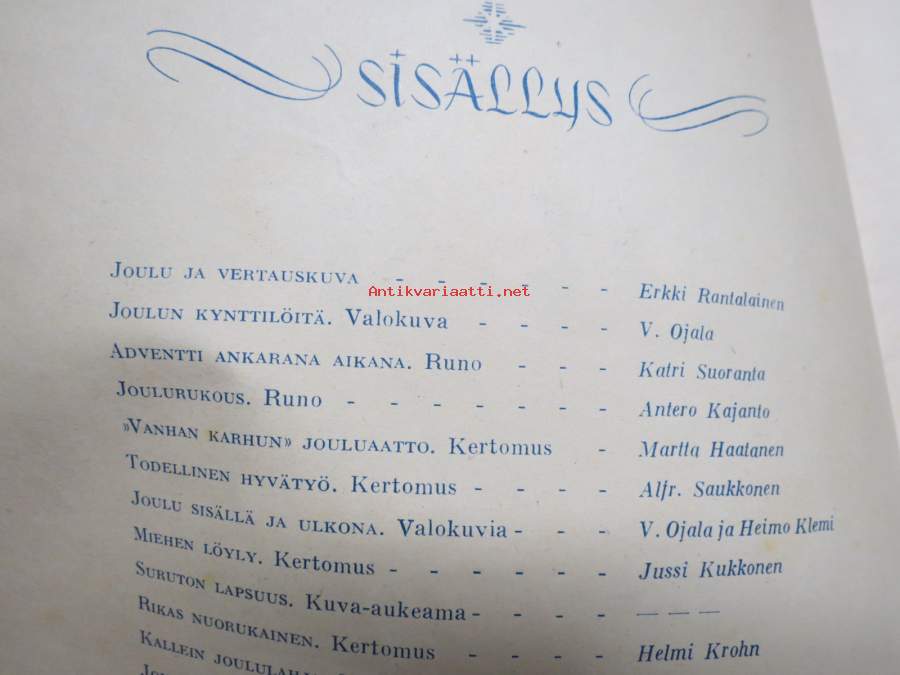 SISÄLLYS
JOULU JA VERTAUSKUVA - - - - - - Erkki Rantalainen
Antikvariaatti.net
JOULUN KYNTTILÖITÄ. Valokuva - - - - V. Ojala
ADVENTTI ANKARANA AIKANA. Runo - - - Katri Suoranta
JOULURUKOUS. Runo - - - - - - - Antero Kajanto
»VANHAN KARHUN» JOULUAATTO. Kertomus - Martta Haatanen
TODELLINEN HYVÄTYÖ. Kertomus - - - - Alfr. Saukkonen
JOULU SISÄLLÄ JA ULKONA. Valokuvia - - - V. Ojala ja Heimo Klemi
MIEHEN LÖYLY. Kertomus - - - - - - Jussi Kukkonen
SURUTON LAPSUUS. Kuva-aukeama - - - - — — —
RIKAS NUORUKAINEN. Kertomus - - - - Helmi Krohn
KALLEIN